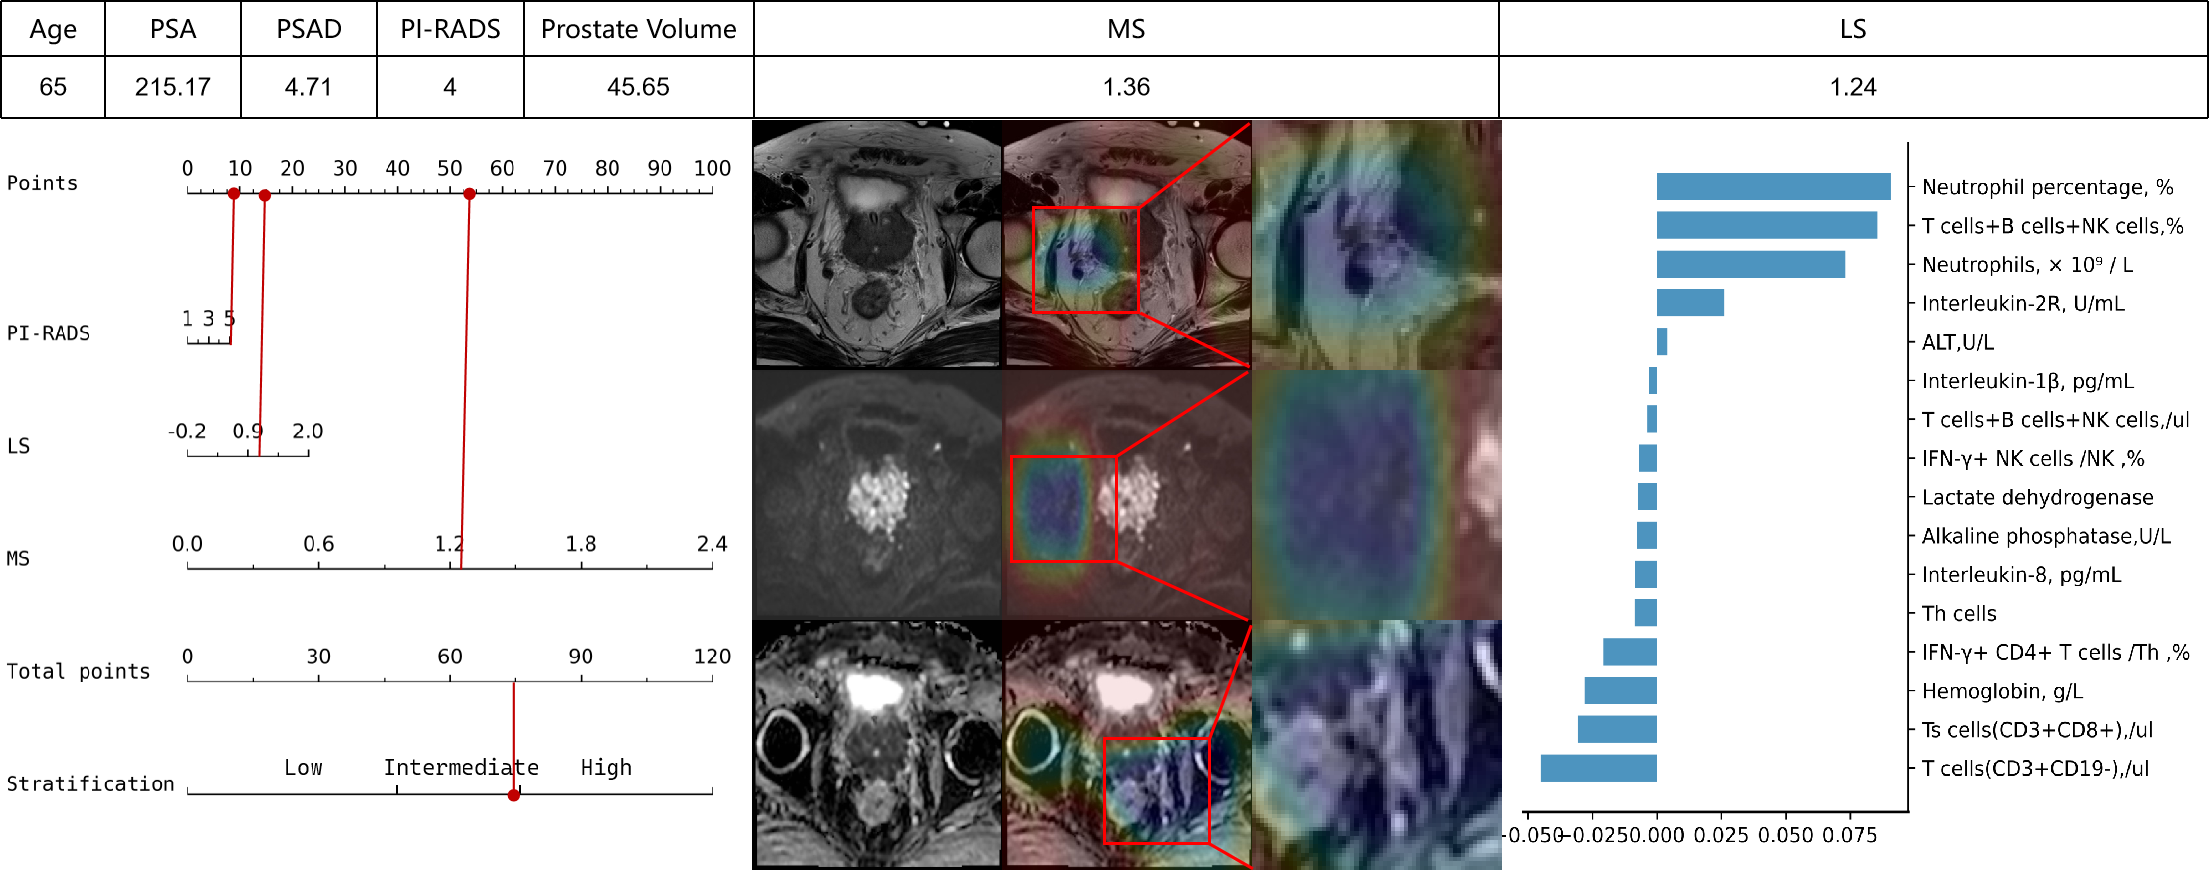 Age PSA PSAD PI-RADS Prostate Volume MS LS
65 215.17 4.71 4 45.65 1.36 1.24
0 10 20 30 40 50 60 70 80 90 100
Points
1 3 5
PI-RADS
-0.2 0.9 2.0
LS
0.0 0.6 1.2 1.8 2.4
MS
0 30 60 90 120
Total points
Low Intermediate High
Stratification
Neutrophil percentage, %
T cells+B cells+NK cells,%
Neutrophils, × 10⁹ / L
Interleukin-2R, U/mL
ALT,U/L
Interleukin-1β, pg/mL
T cells+B cells+NK cells,/ul
IFN-γ+ NK cells /NK ,%
Lactate dehydrogenase
Alkaline phosphatase,U/L
Interleukin-8, pg/mL
Th cells
IFN-γ+ CD4+ T cells /Th ,%
Hemoglobin, g/L
Ts cells(CD3+CD8+),/ul
T cells(CD3+CD19-),/ul
-0.050 −0.025 0.000 0.025 0.050 0.075